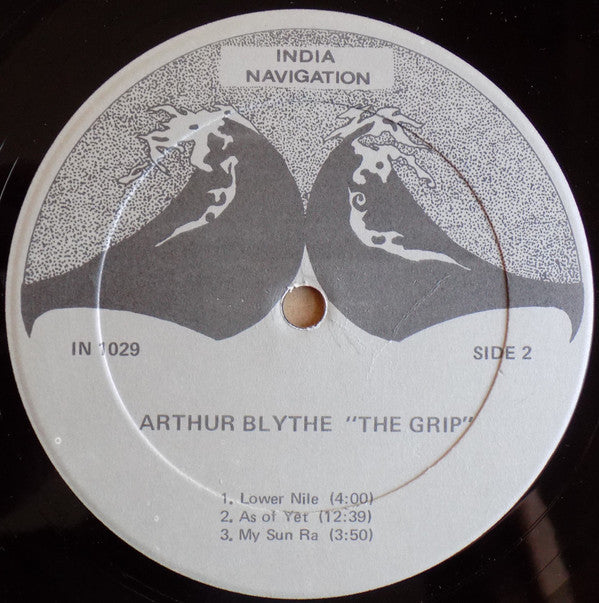 INDIA
NAVIGATION
IN 1029
SIDE 2
ARTHUR BLYTHE "THE GRIP"
1. Lower Nile (4:00)
2. As of Yet (12:39)
3. My Sun Ra (3:50)